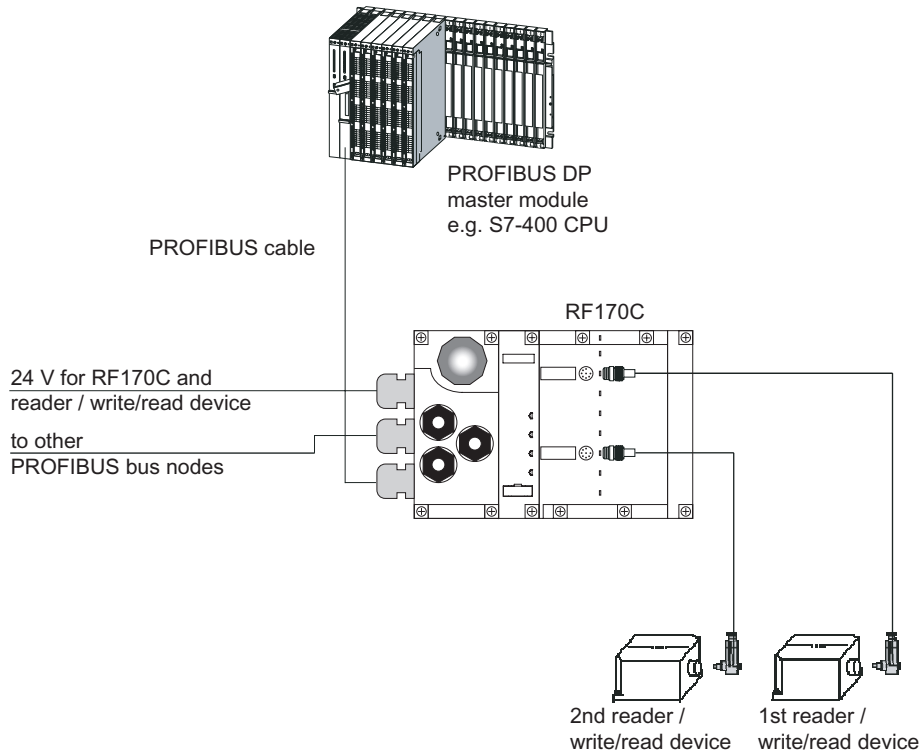 PROFIBUS DP
master module
e.g. S7-400 CPU
PROFIBUS cable
RF170C
24 V for RF170C and
reader / write/read device
to other
PROFIBUS bus nodes
2nd reader /
write/read device
1st reader /
write/read device